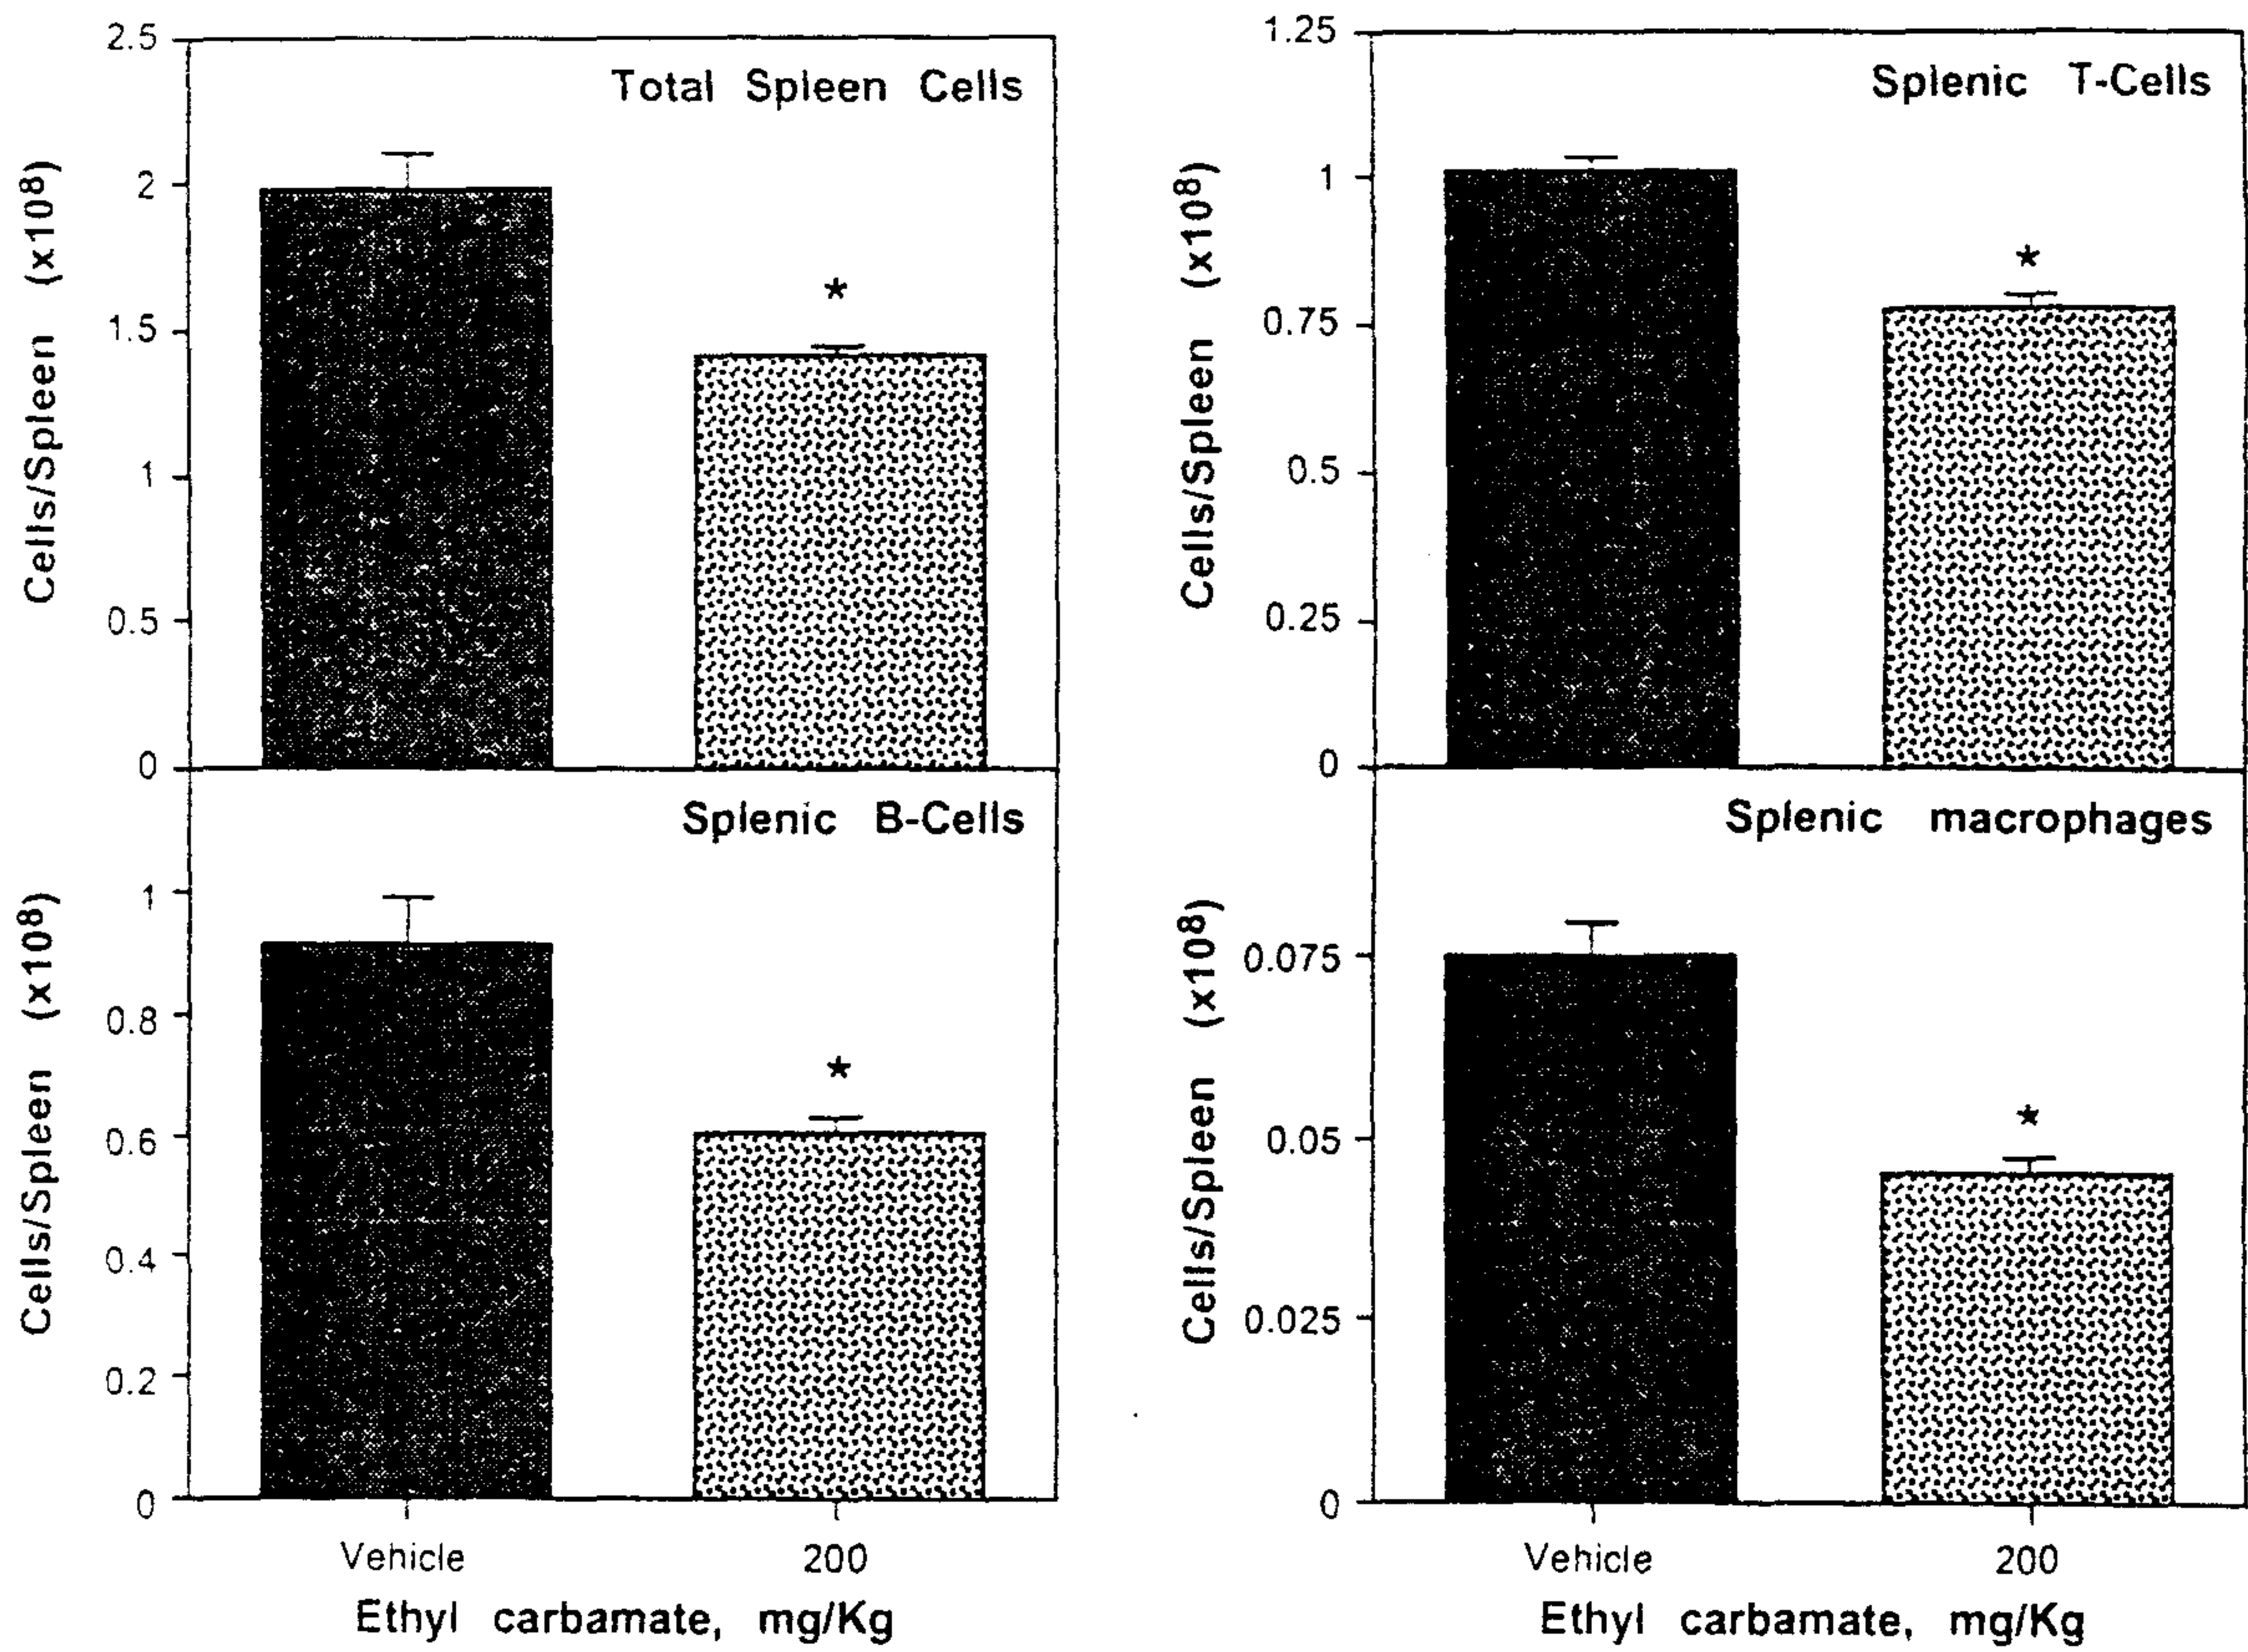 Total Spleen Cells
Cells/Spleen (x10⁸)
2.5
2
1.5
1
0.5
0
Splenic T-Cells
Cells/Spleen (x10⁸)
1.25
1
0.75
0.5
0.25
0
*
*
Splenic B-Cells
Cells/Spleen (x10⁸)
1
0.8
0.6
0.4
0.2
0
Vehicle 200
Ethyl carbamate, mg/Kg
Splenic macrophages
Cells/Spleen (x10⁸)
0.075
0.05
0.025
0
Vehicle 200
Ethyl carbamate, mg/Kg
*
*